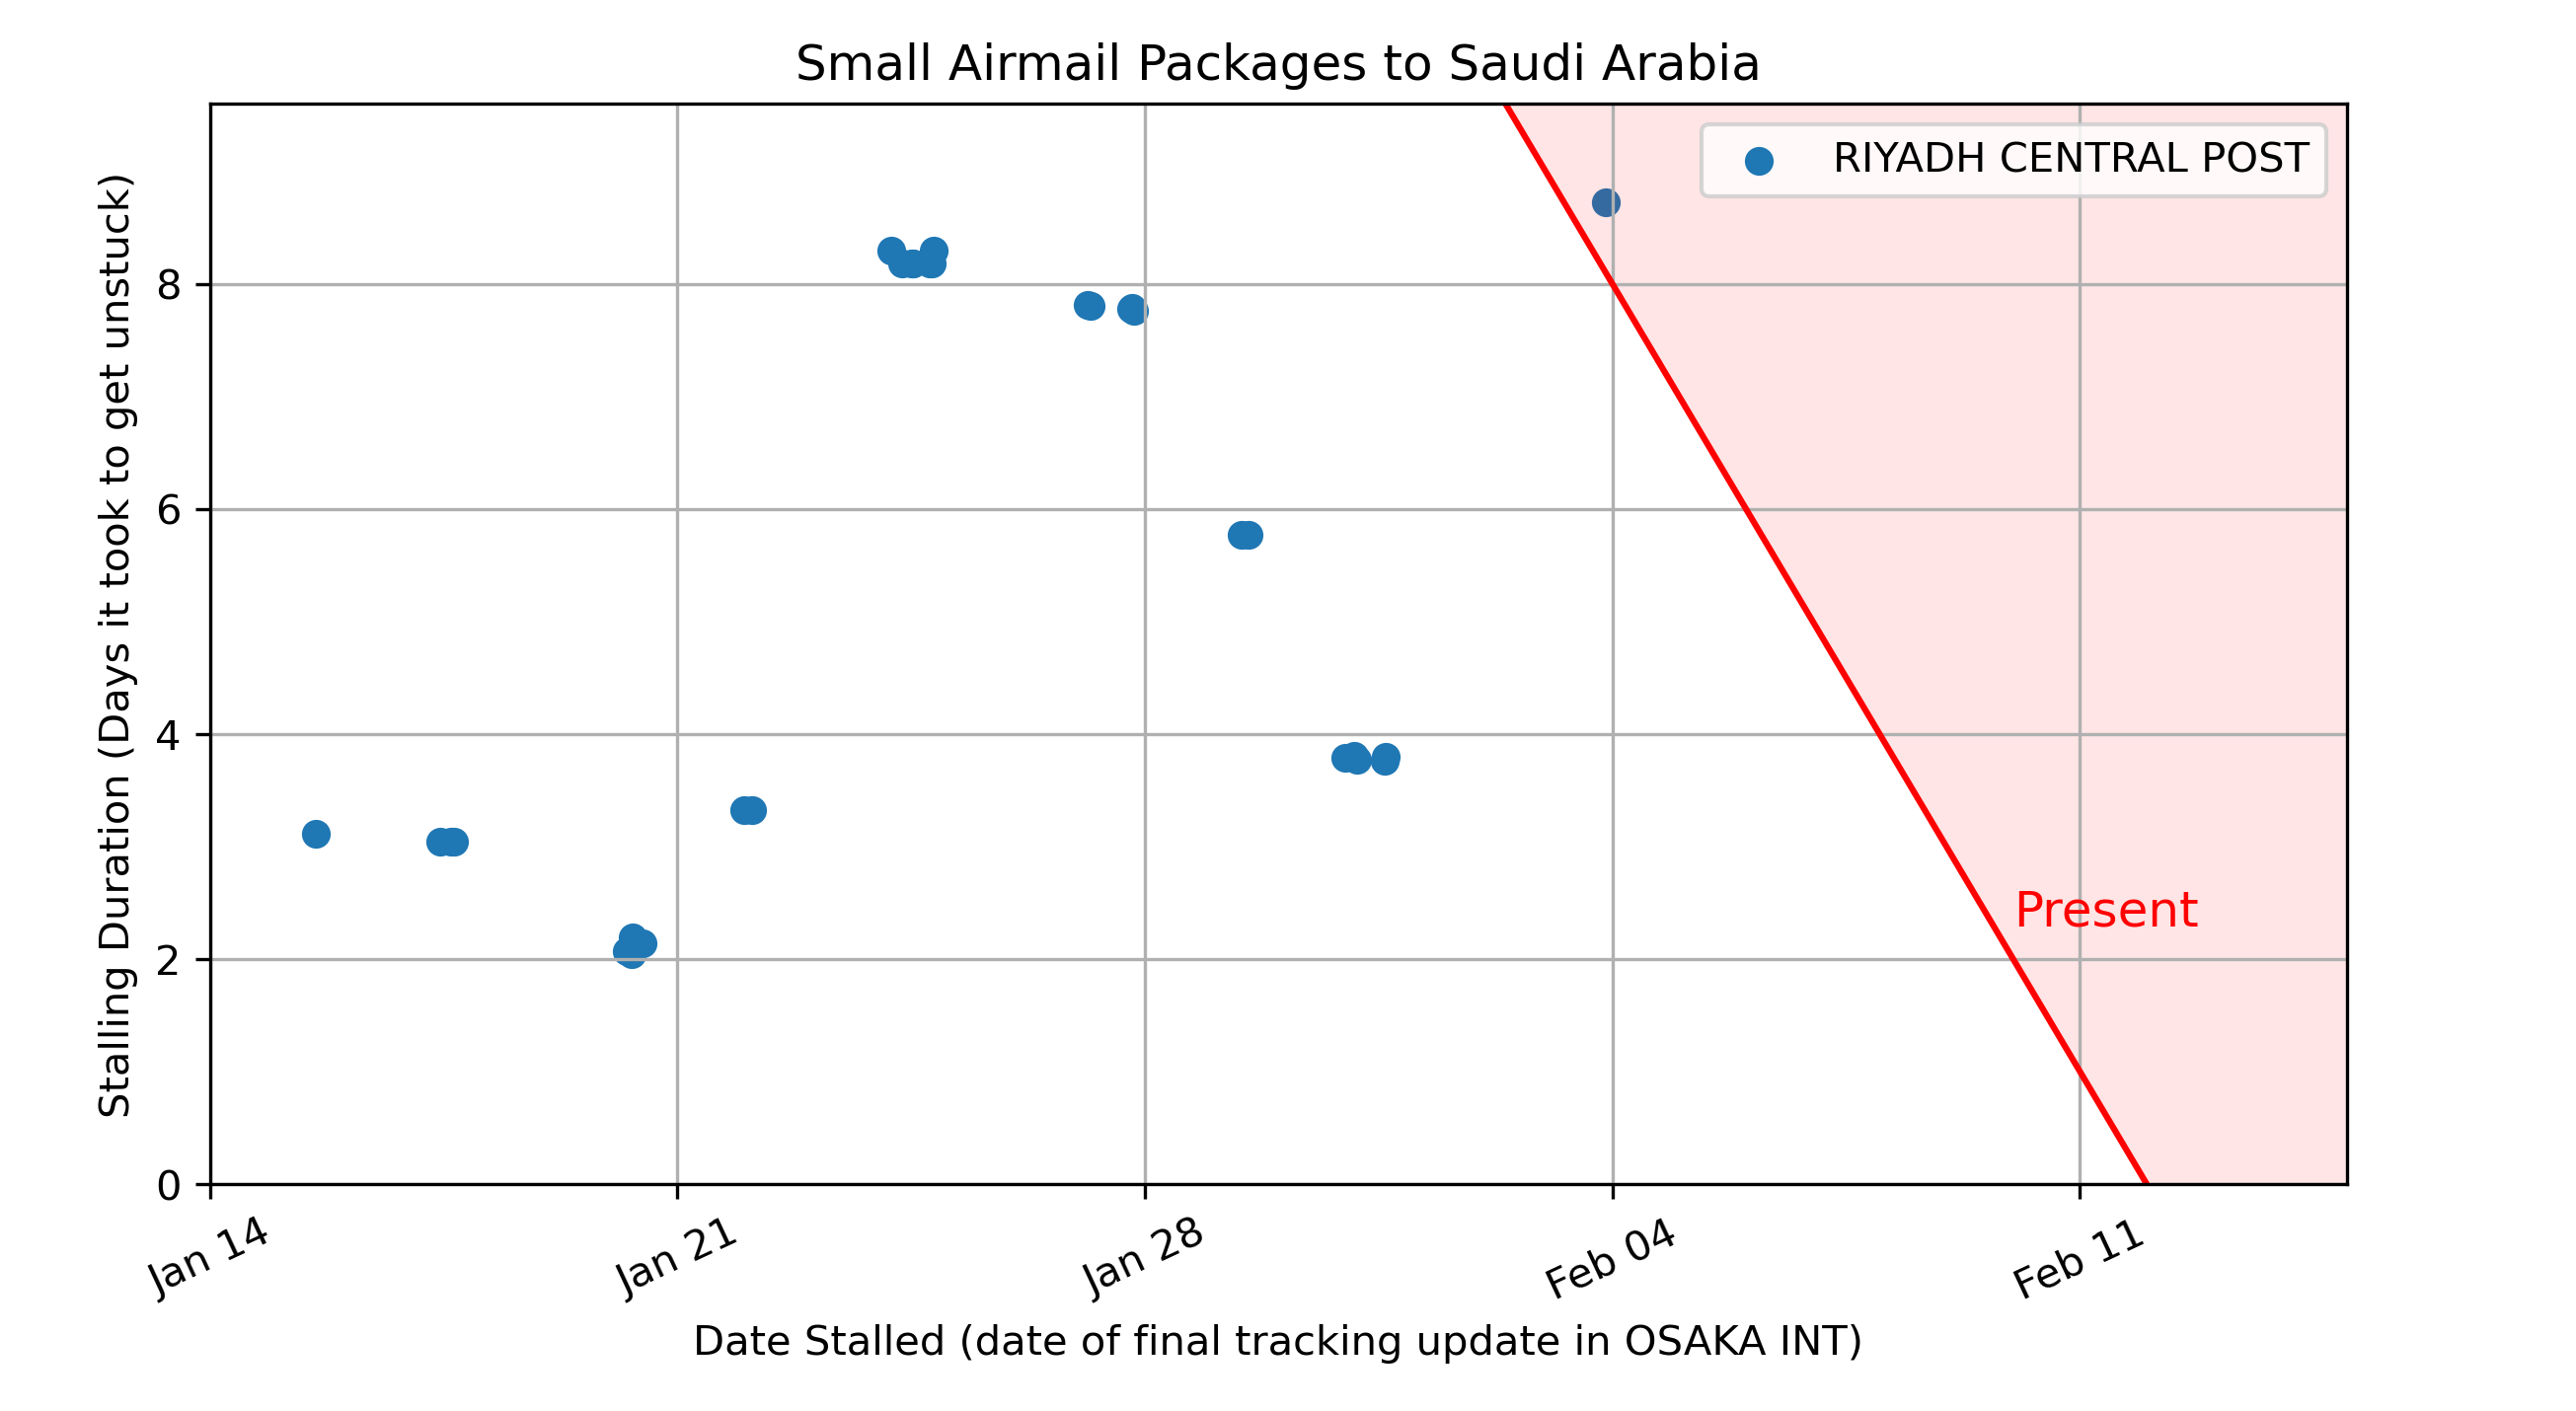 Small Airmail Packages to Saudi Arabia
RIYADH CENTRAL POST
Stalling Duration (Days it took to get unstuck)
8
6
4
2
0
Present
Jan 14
Jan 21
Jan 28
Feb 04
Feb 11
Date Stalled (date of final tracking update in OSAKA INT)